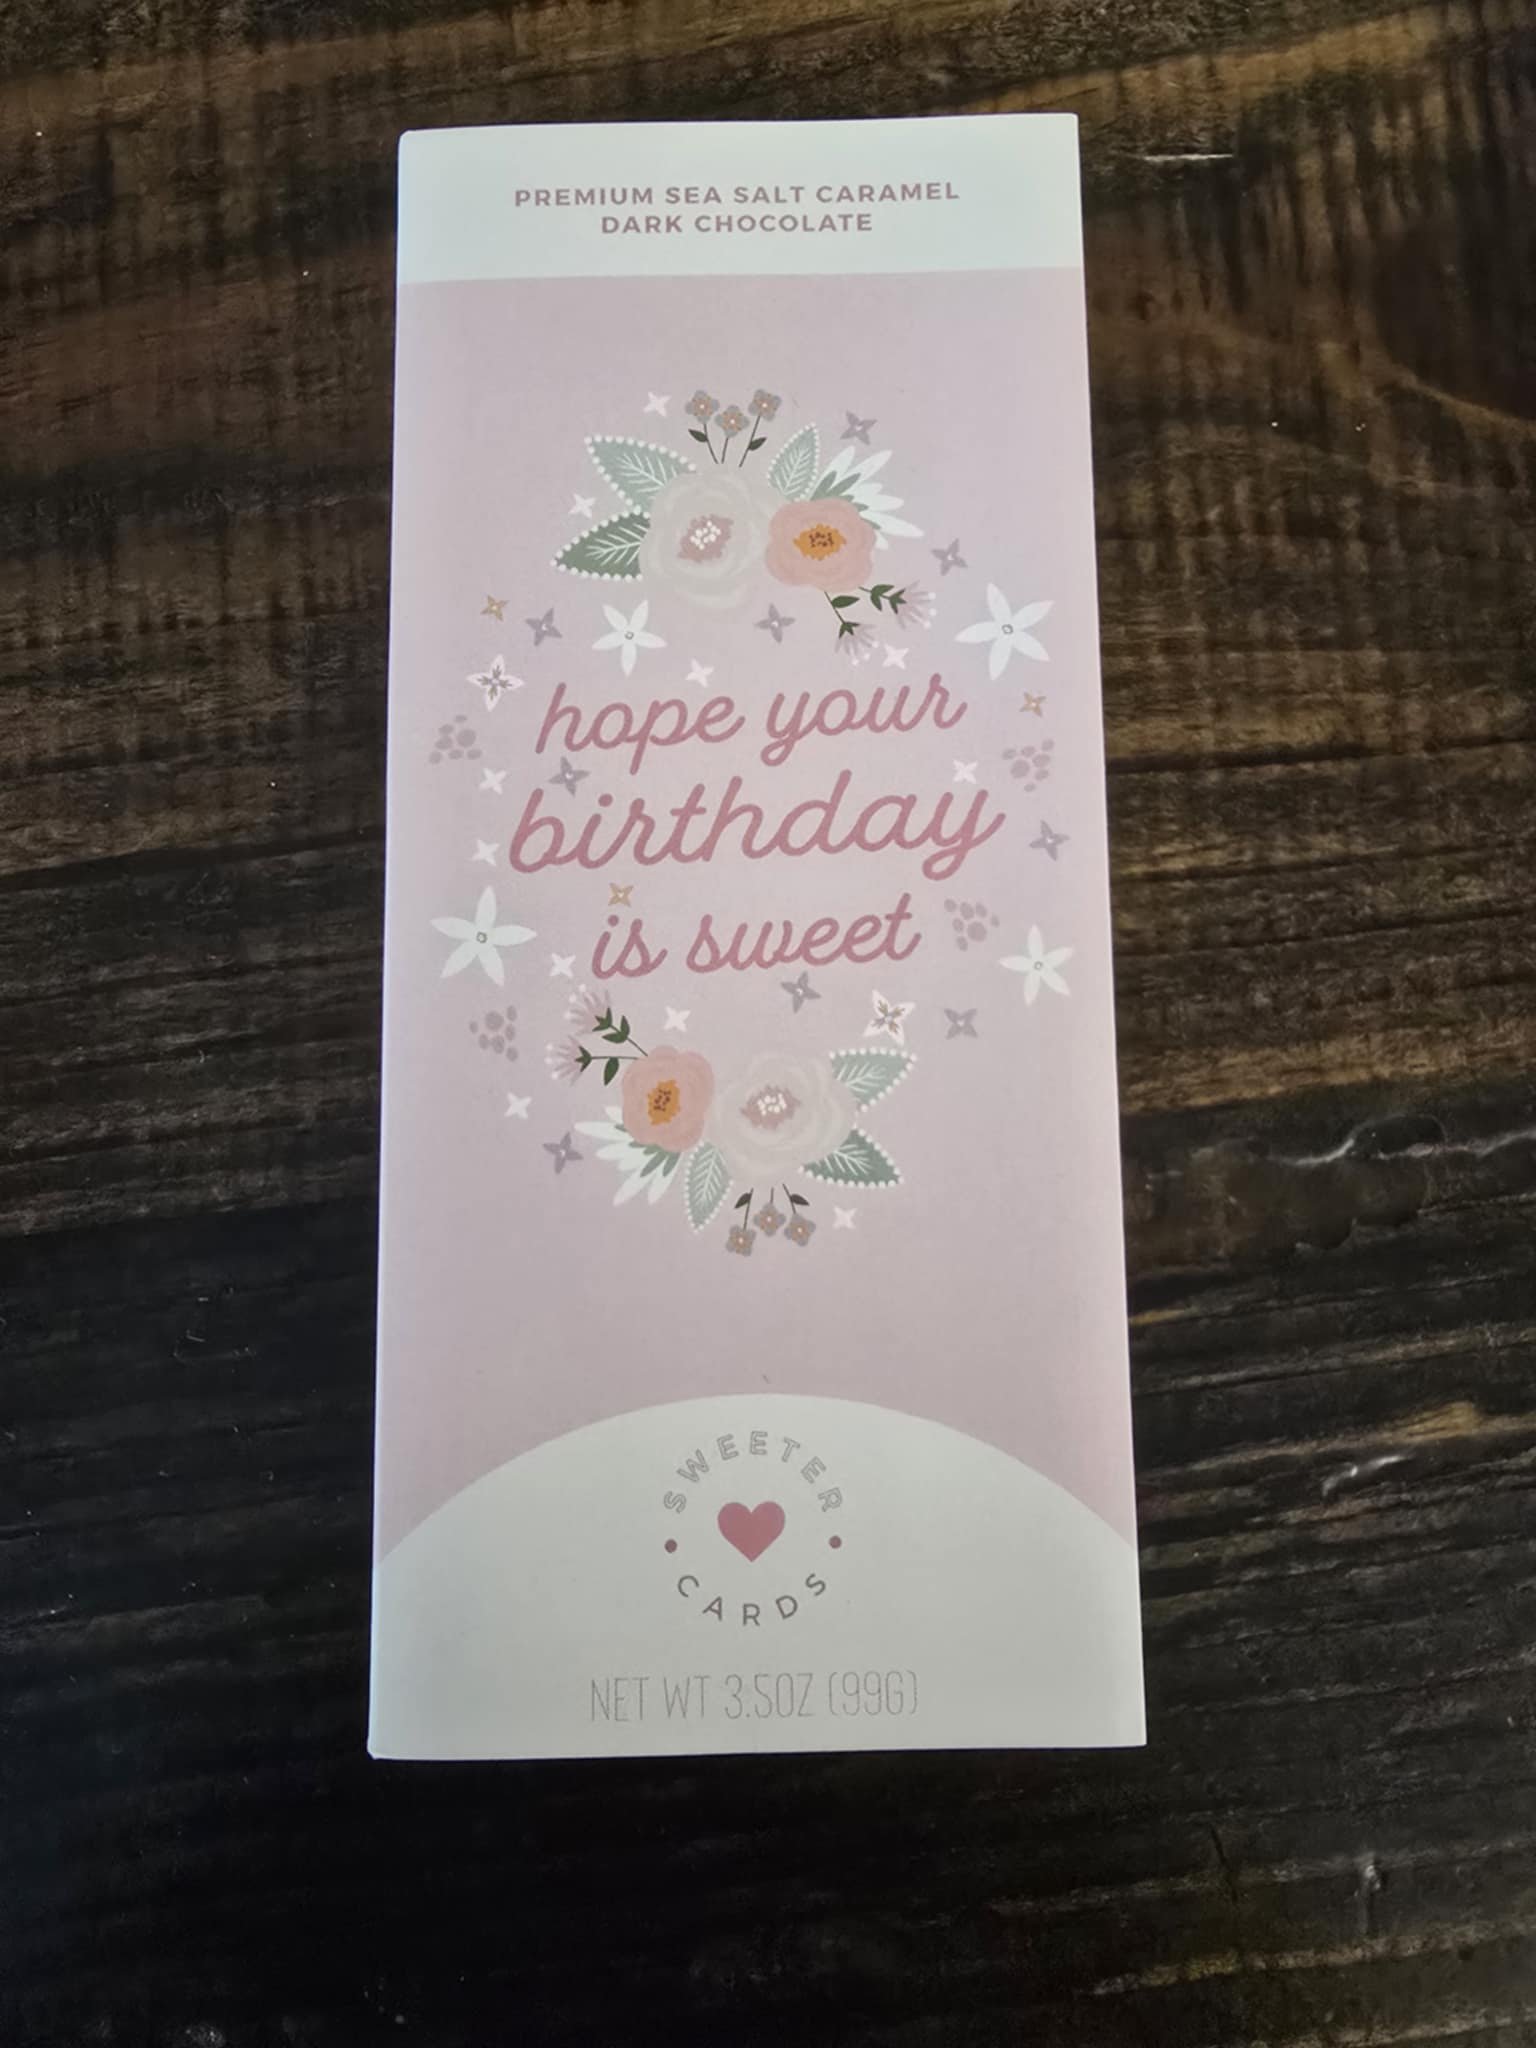 PREMIUM SEA SALT CARAMEL
DARK CHOCOLATE
hope your
birthday
is sweet
SWEETER
CARDS
NET WT 3.5OZ (99G)